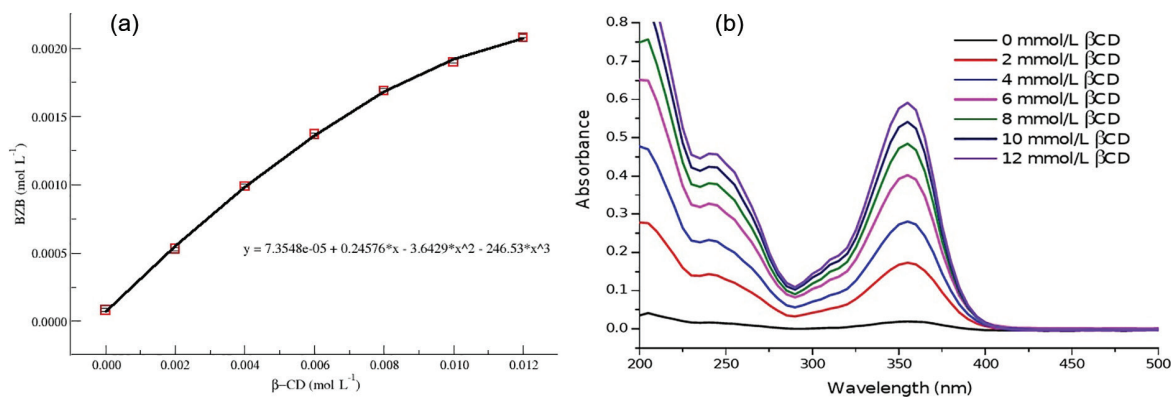 (a)
0.0020
0.0015
0.0010
0.0005
0.0000
BZB (mol L⁻¹)
y = 7.3548e-05 + 0.24576*x - 3.6429*x^2 - 246.53*x^3
0.000 0.002 0.004 0.006 0.008 0.010 0.012
β−CD (mol L⁻¹)
(b)
0.8
0.7
0.6
0.5
0.4
0.3
0.2
0.1
0.0
Absorbance
0 mmol/L βCD
2 mmol/L βCD
4 mmol/L βCD
6 mmol/L βCD
8 mmol/L βCD
10 mmol/L βCD
12 mmol/L βCD
200 250 300 350 400 450 500
Wavelength (nm)